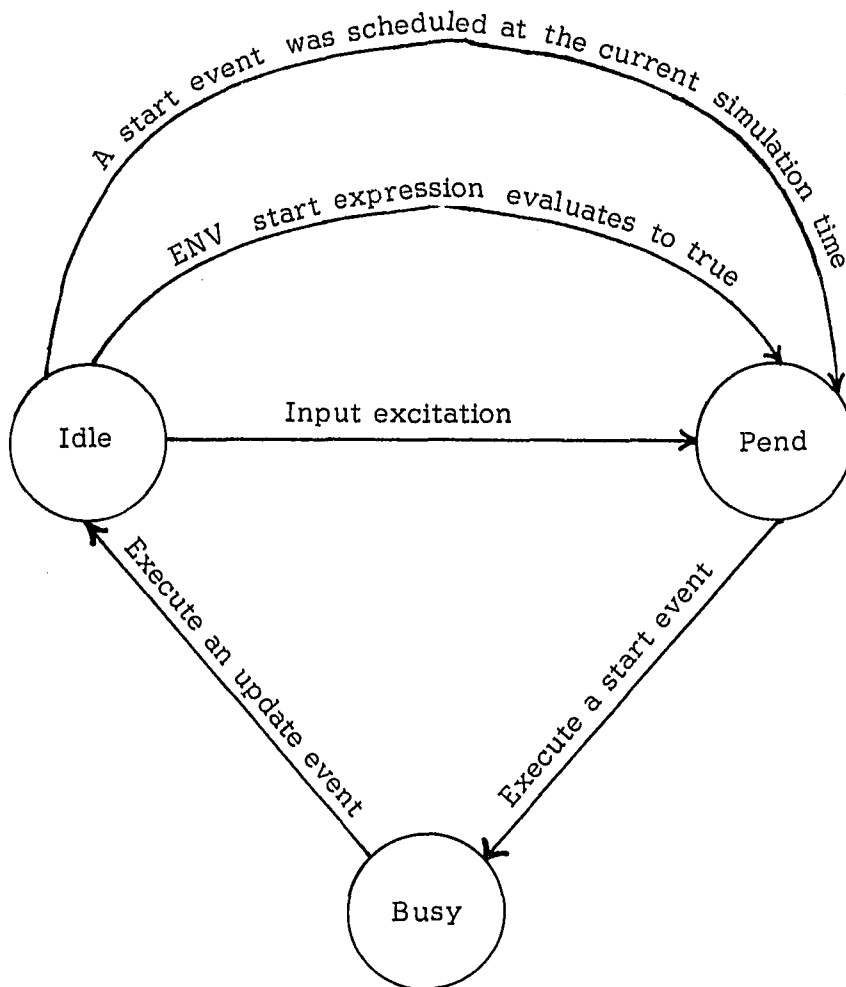 A start event was scheduled at the current simulation time
ENV start expression evaluates to true
Input excitation
Idle
Pend
Execute an update event
Execute a start event
Busy